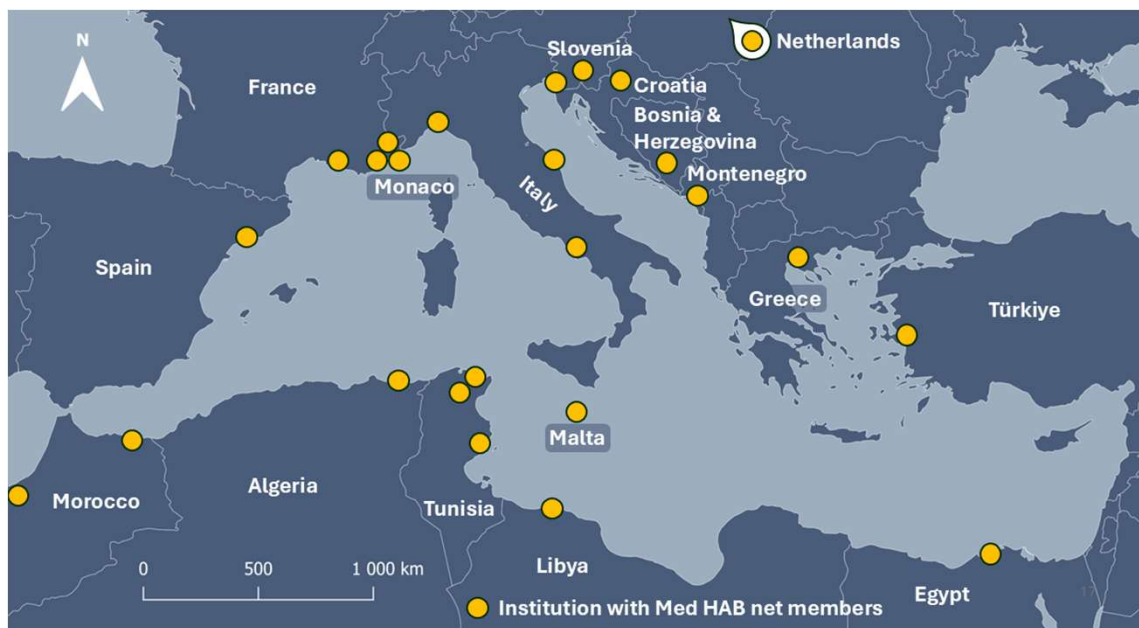 N
Slovenia
Netherlands
France
Croatia
Bosnia &
Herzegovina
Montenegro
Monaco
Italy
Spain
Greece
Türkiye
Malta
Algeria
Morocco
Tunisia
0 500 1 000 km
Libya
Egypt
17
Institution with Med HAB net members